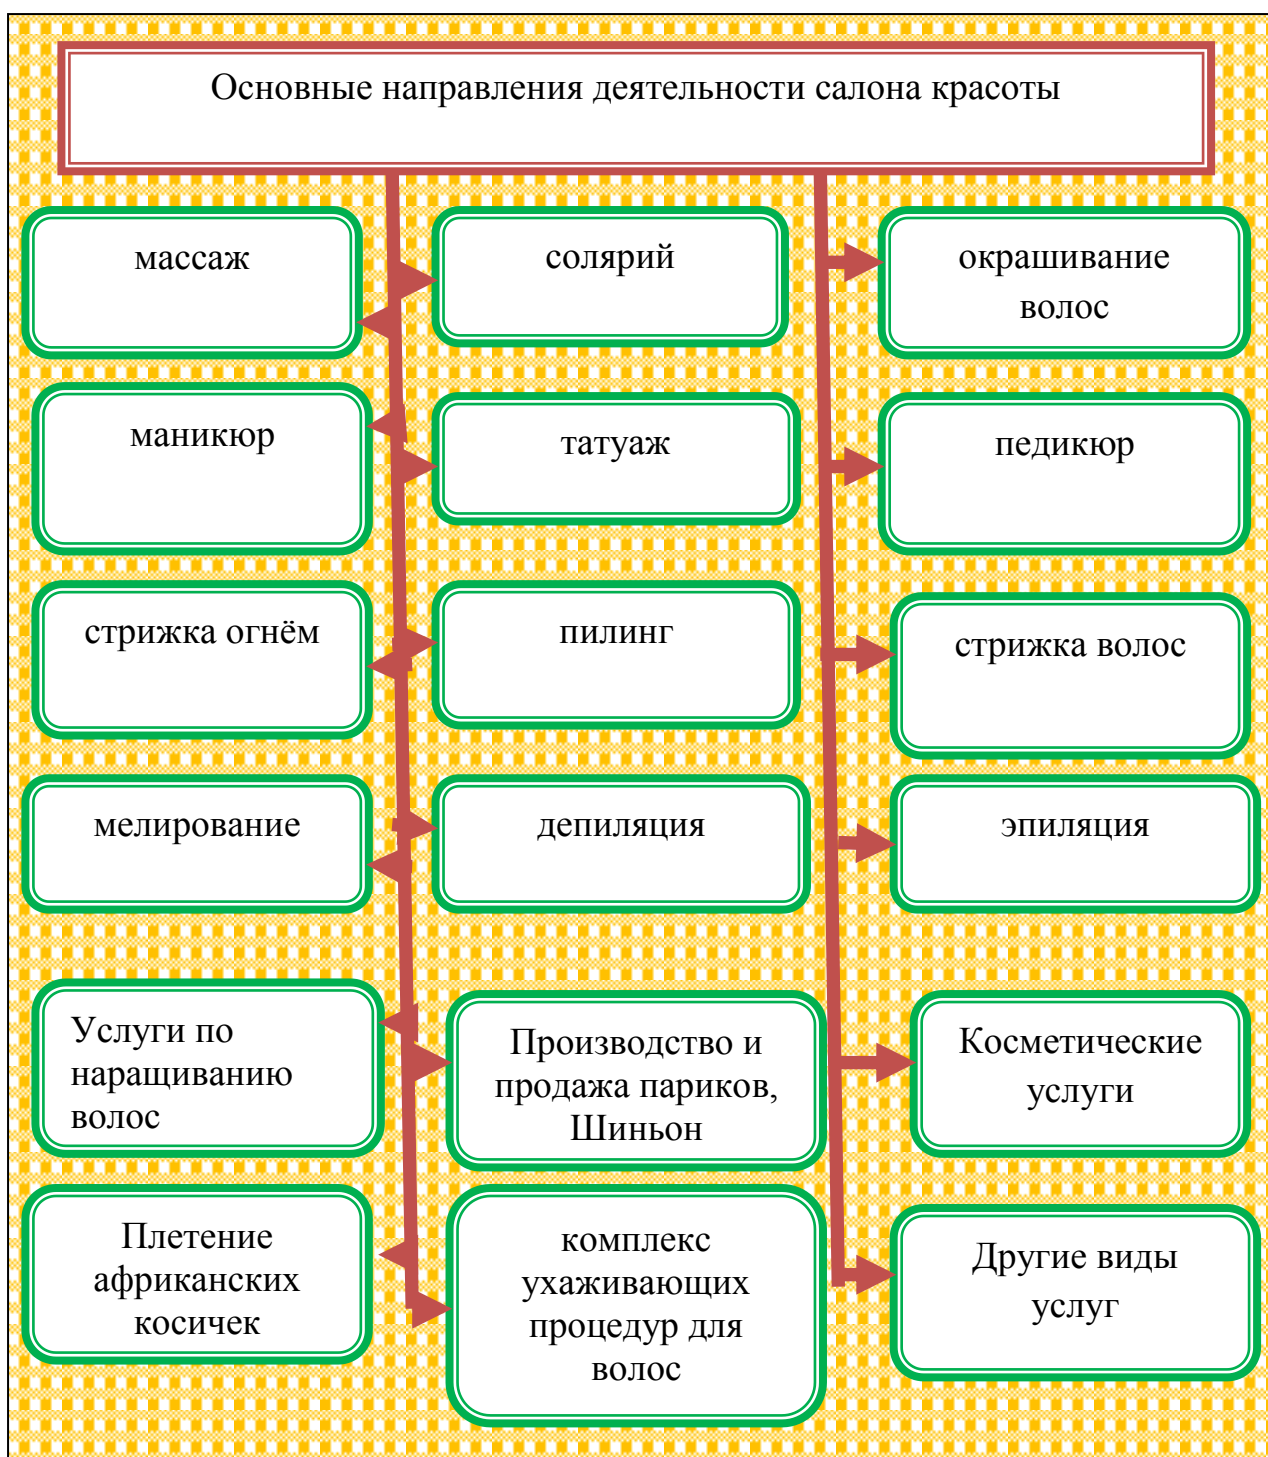 Основные направления деятельности салона красоты
массаж
солярий
окрашивание
волос
маникюр
татуаж
педикюр
стрижка огнём
пилинг
стрижка волос
мелирование
депиляция
эпиляция
Услуги по
наращиванию
волос
Производство и
продажа париков,
Шиньон
Косметические
услуги
Плетение
африканских
косичек
комплекс
ухаживающих
процедур для
волос
Другие виды
услуг